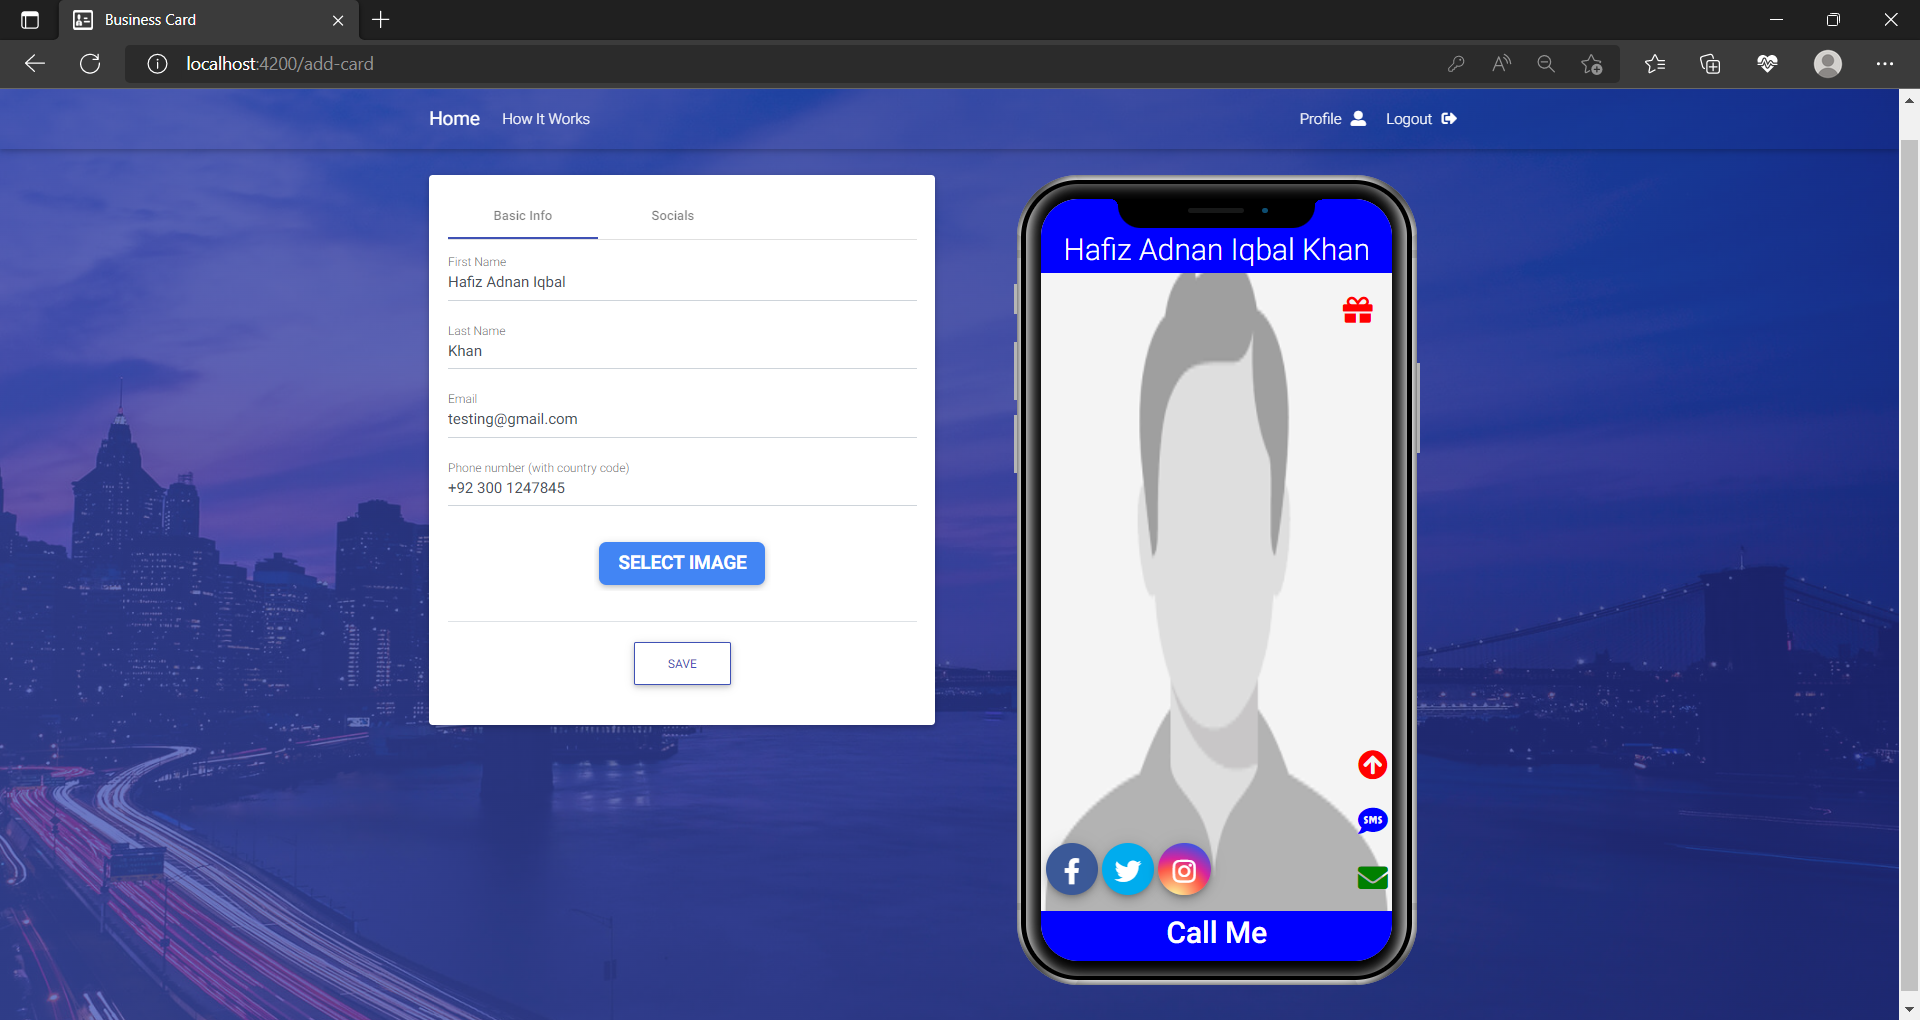 Business Card
localhost:4200/add-card
Home How It Works Profile Logout
Basic Info Socials
First Name
Hafiz Adnan Iqbal
Last Name
Khan
Email
testing@gmail.com
Phone number (with country code)
+92 300 1247845
SELECT IMAGE
SAVE
Hafiz Adnan Iqbal Khan
SMS
Call Me